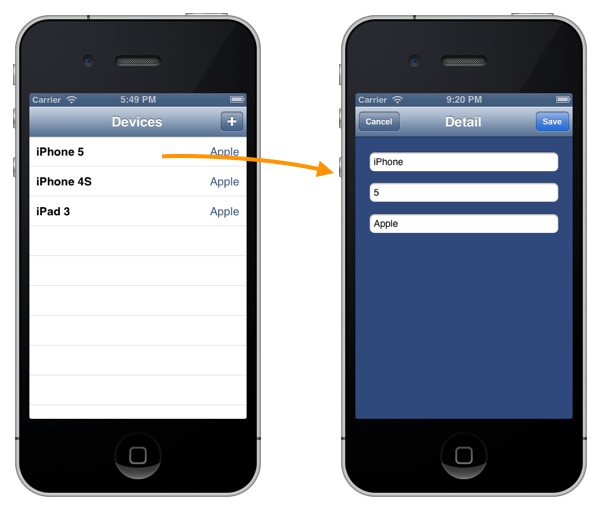 Carrier 5:49 PM
Devices +
iPhone 5 Apple
iPhone 4S Apple
iPad 3 Apple
Carrier 9:20 PM
Cancel Detail Save
iPhone
5
Apple